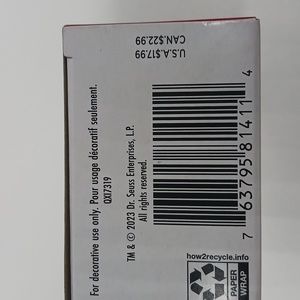 U.S.A.$17.99
CAN.$22.99
For decorative use only. Pour usage décoratif seulement.
QXI7319
TM & © 2023 Dr. Seuss Enterprises, L.P.
All rights reserved.
7 63795 81411 4
how2recycle.info
PAPER
WRAP